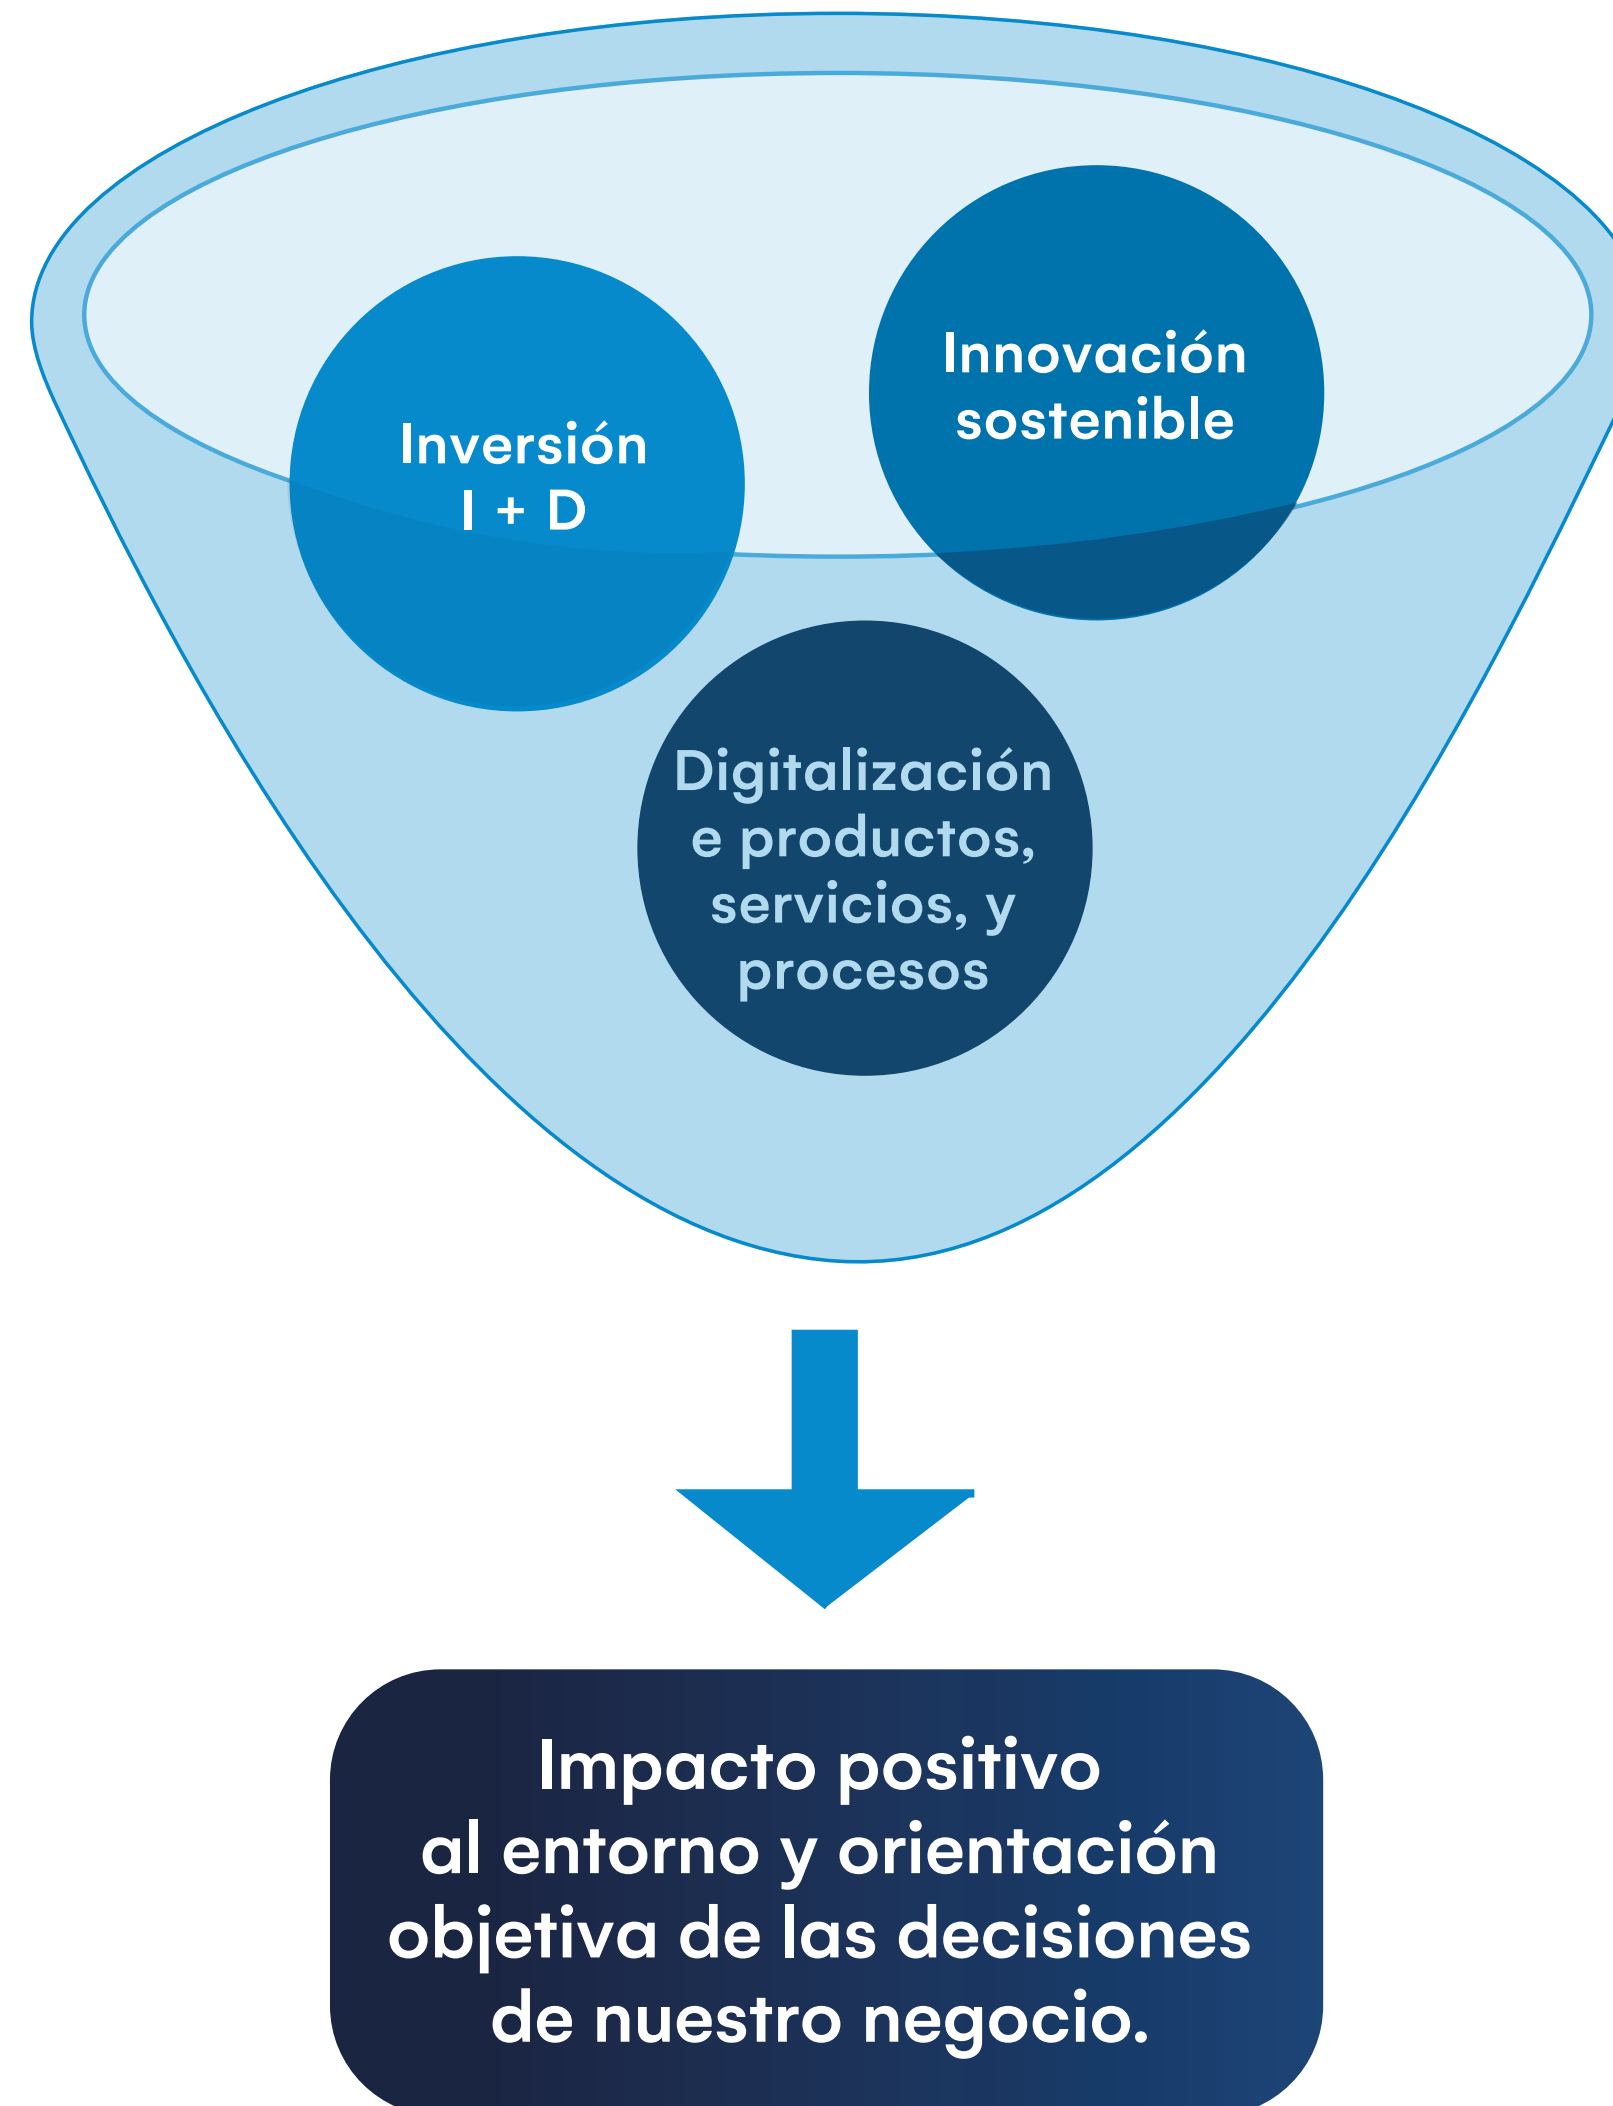 Inversión
I + D
Innovación
sostenible
Digitalización
e productos,
servicios, y
procesos
Impacto positivo
al entorno y orientación
objetiva de las decisiones
de nuestro negocio.